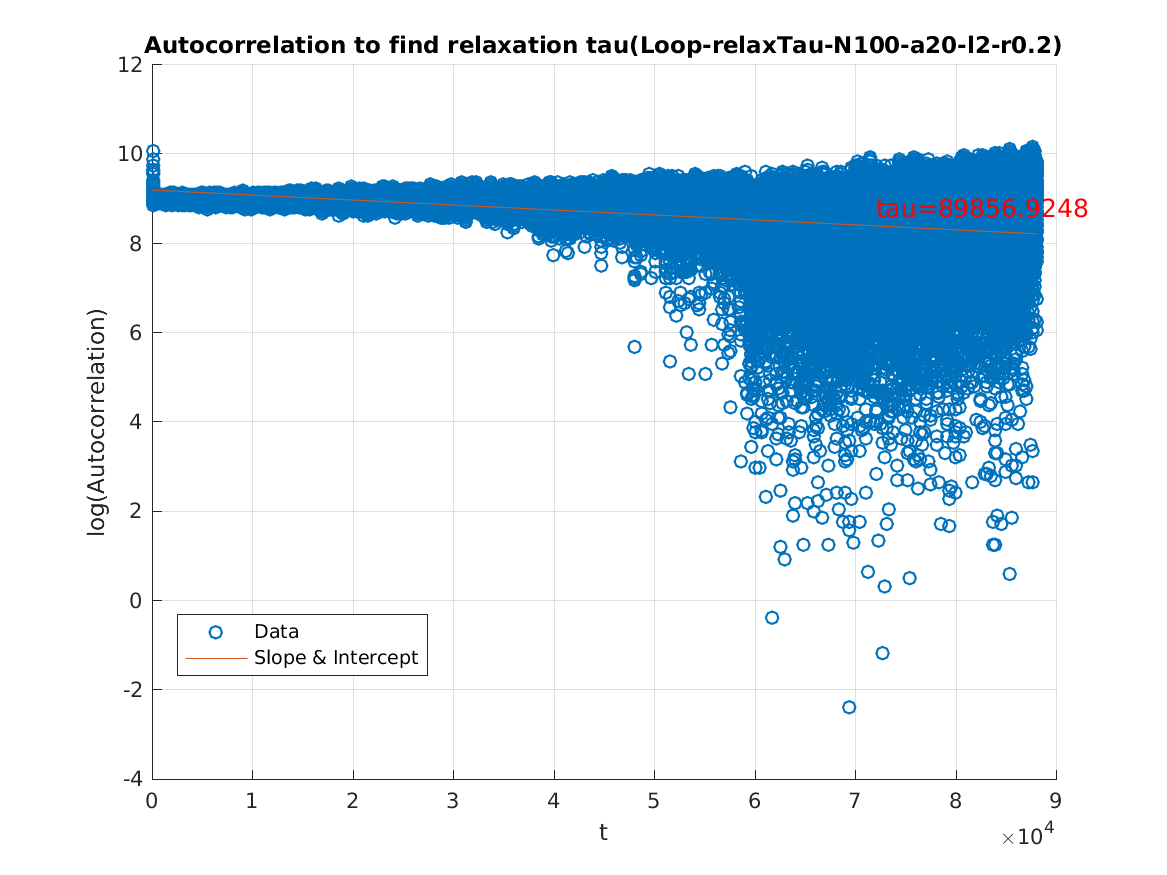 Autocorrelation to find relaxation tau(Loop-relaxTau-N100-a20-l2-r0.2)
12
10
8
6
4
2
0
-2
-4
log(Autocorrelation)
tau=89856.9248
Data
Slope & Intercept
0 1 2 3 4 5 6 7 8 9
t
×10^4